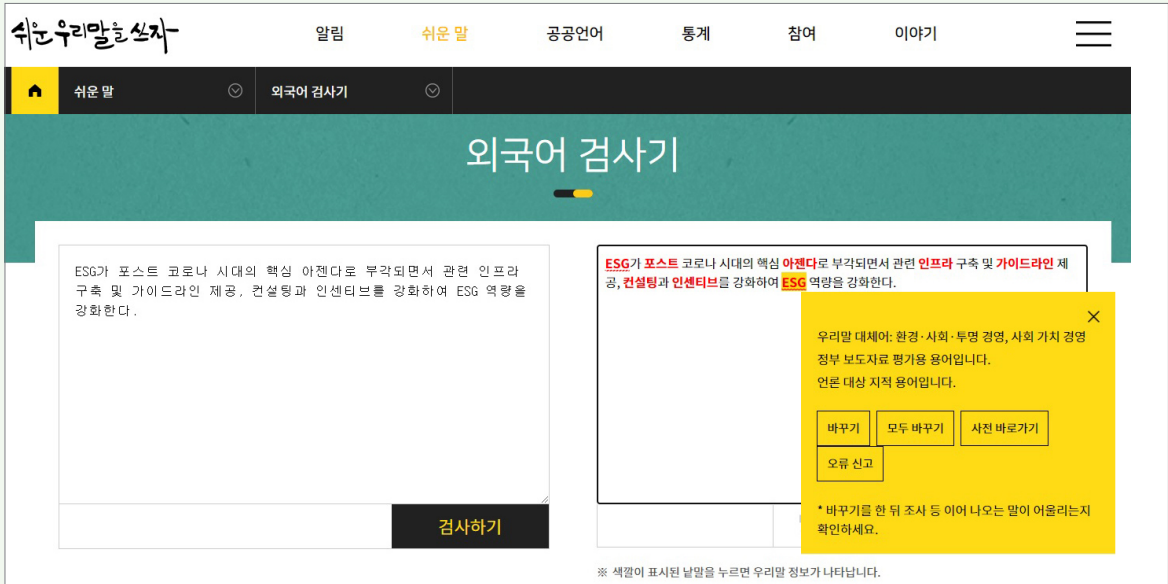 쉬운 우리말을 쓰자
알림 쉬운 말 공공언어 통계 참여 이야기
쉬운 말 외국어 검사기
외국어 검사기
ESG가 포스트 코로나 시대의 핵심 아젠다로 부각되면서 관련 인프라
구축 및 가이드라인 제공, 컨설팅과 인센티브를 강화하여 ESG 역량을
강화한다.
검사하기
ESG가 포스트 코로나 시대의 핵심 아젠다로 부각되면서 관련 인프라 구축 및 가이드라인 제
공, 컨설팅과 인센티브를 강화하여 ESG 역량을 강화한다.
우리말 대체어: 환경·사회·투명 경영, 사회 가치 경영
정부 보도자료 평가용 용어입니다.
언론 대상 지적 용어입니다.
바꾸기 모두 바꾸기 사전 바로가기
오류 신고
* 바꾸기를 한 뒤 조사 등 이어 나오는 말이 어울리는지
확인하세요.
※ 색깔이 표시된 낱말을 누르면 우리말 정보가 나타납니다.